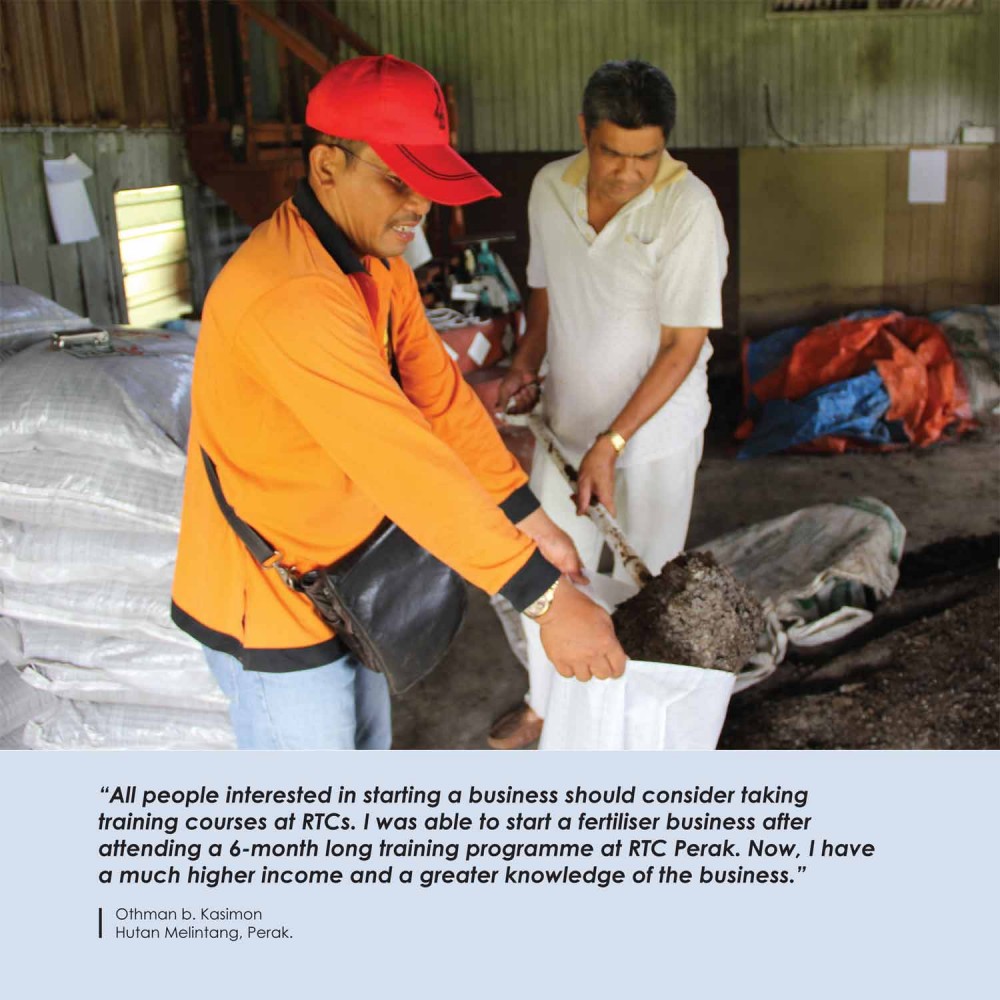 “All people interested in starting a business should consider taking
training courses at RTCs. I was able to start a fertiliser business after
attending a 6-month long training programme at RTC Perak. Now, I have
a much higher income and a greater knowledge of the business.”
Othman b. Kasimon
Hutan Melintang, Perak.